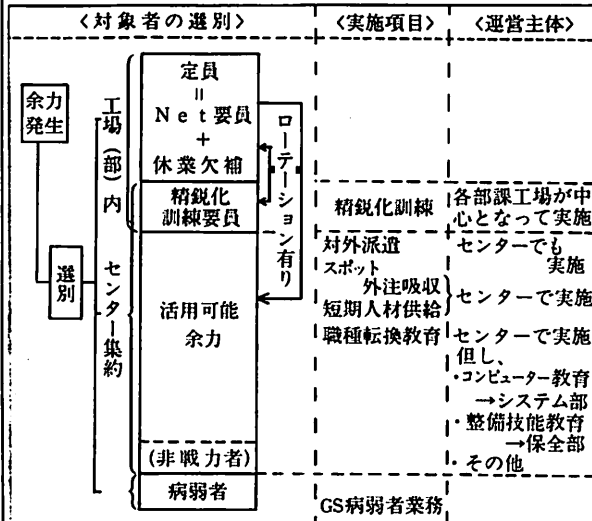 <対象者の選別>
<実施項目>
<運営主体>
余力
発生
選別
工場(部)内
センター集約
定員
＝
Net要員
＋
休業欠補
精鋭化
訓練要員
活用可能
余力
(非戦力者)
病弱者
ローテーション有り
精鋭化訓練
対外派遣
スポット
外注吸収
短期人材供給
職種転換教育
GS病弱者業務
各部課工場が中
心となって実施
センターでも
実施
センターで実施
センターで実施
但し、
・コンピューター教育
→システム部
・整備技能教育
→保全部
・その他